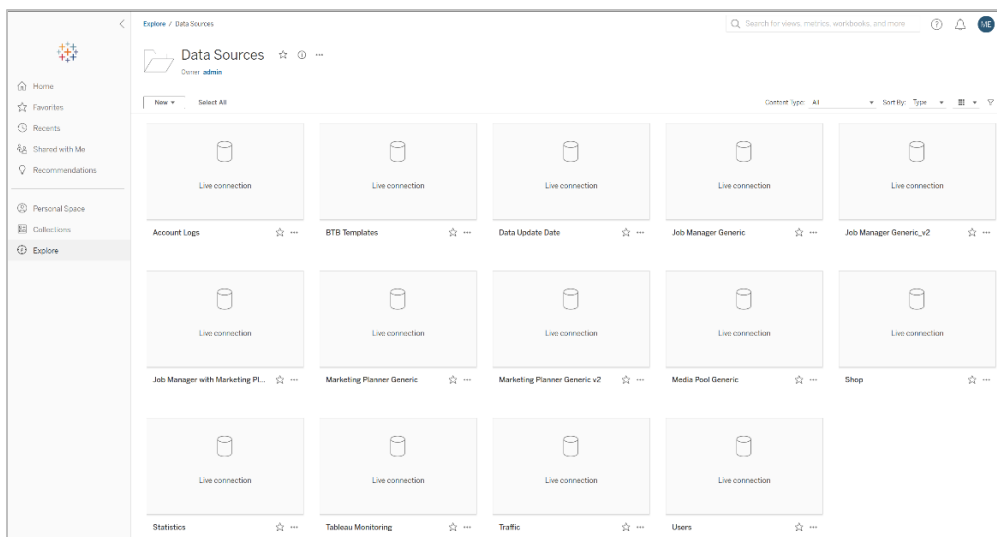 Explore / Data Sources
Search for views, metrics, workbooks, and more
ME
Data Sources
Owner admin
Home
Favorites
Recents
Shared with Me
Recommendations
Personal Space
Collections
Explore
New
Select All
Content Type: All
Sort By: Type
Live connection
Live connection
Live connection
Live connection
Live connection
Account Logs
BTB Templates
Data Update Date
Job Manager Generic
Job Manager Generic_v2
Live connection
Live connection
Live connection
Live connection
Live connection
Job Manager with Marketing Pl...
Marketing Planner Generic
Marketing Planner Generic v2
Media Pool Generic
Shop
Live connection
Live connection
Live connection
Live connection
Statistics
Tableau Monitoring
Traffic
Users